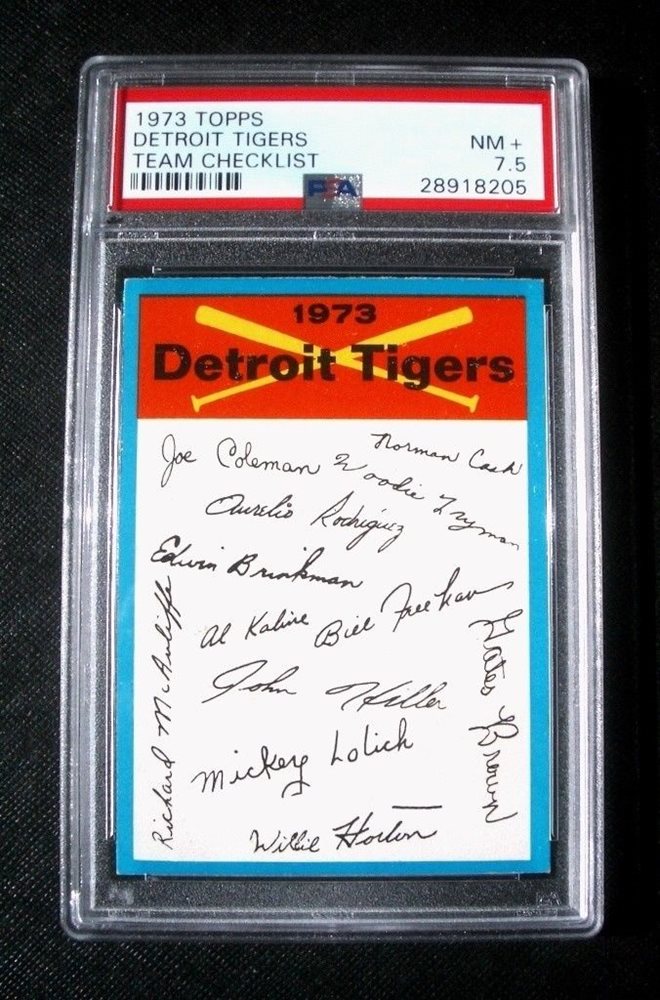 1973 TOPPS
DETROIT TIGERS NM+
TEAM CHECKLIST 7.5
PSA 28918205
1973
Detroit Tigers
Joe Coleman
Norman Cash
Woodie Fryman
Aurelio Rodriguez
Edwin Brinkman
Al Kaline
Bill Freehan
Richard McAuliffe
Gates Brown
John Hiller
Mickey Lolich
Willie Horton